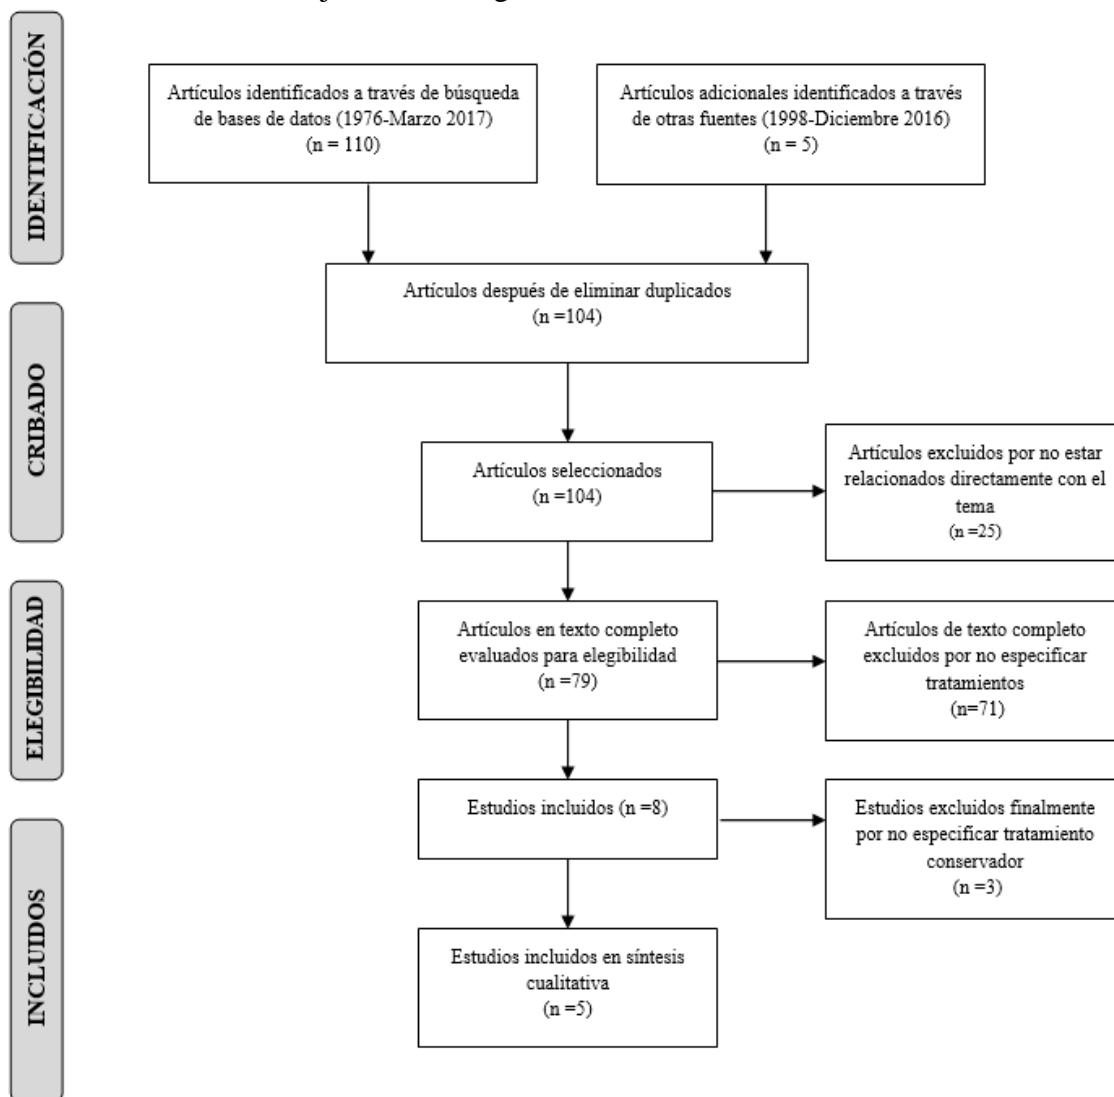 IDENTIFICACIÓN
Artículos identificados a través de búsqueda
de bases de datos (1976-Marzo 2017)
(n = 110)
Artículos adicionales identificados a través
de otras fuentes (1998-Diciembre 2016)
(n = 5)
Artículos después de eliminar duplicados
(n =104)
CRIBADO
Artículos seleccionados
(n =104)
Artículos excluidos por no estar
relacionados directamente con el
tema
(n =25)
ELEGIBILIDAD
Artículos en texto completo
evaluados para elegibilidad
(n =79)
Artículos de texto completo
excluidos por no especificar
tratamientos
(n=71)
Estudios incluidos (n =8)
Estudios excluidos finalmente
por no especificar tratamiento
conservador
(n =3)
INCLUIDOS
Estudios incluidos en síntesis
cualitativa
(n =5)